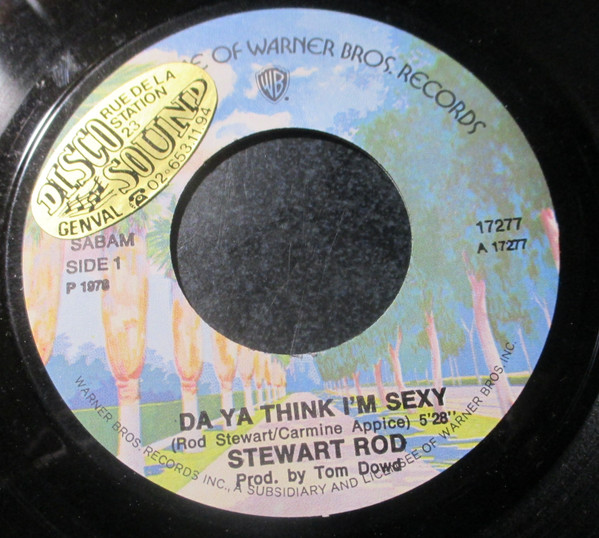 E OF WARNER BROS. RECORDS
WB
DISCO SOUND
RUE DE LA
STATION
23
GENVAL ☎ 02/653.11.94
SABAM
SIDE 1
P 1978
17277
A 17277
DA YA THINK I'M SEXY
(Rod Stewart/Carmine Appice) 5'28''
STEWART ROD
Prod. by Tom Dowd
WARNER BROS. RECORDS INC., A SUBSIDIARY AND LICENSEE OF WARNER BROS. INC.